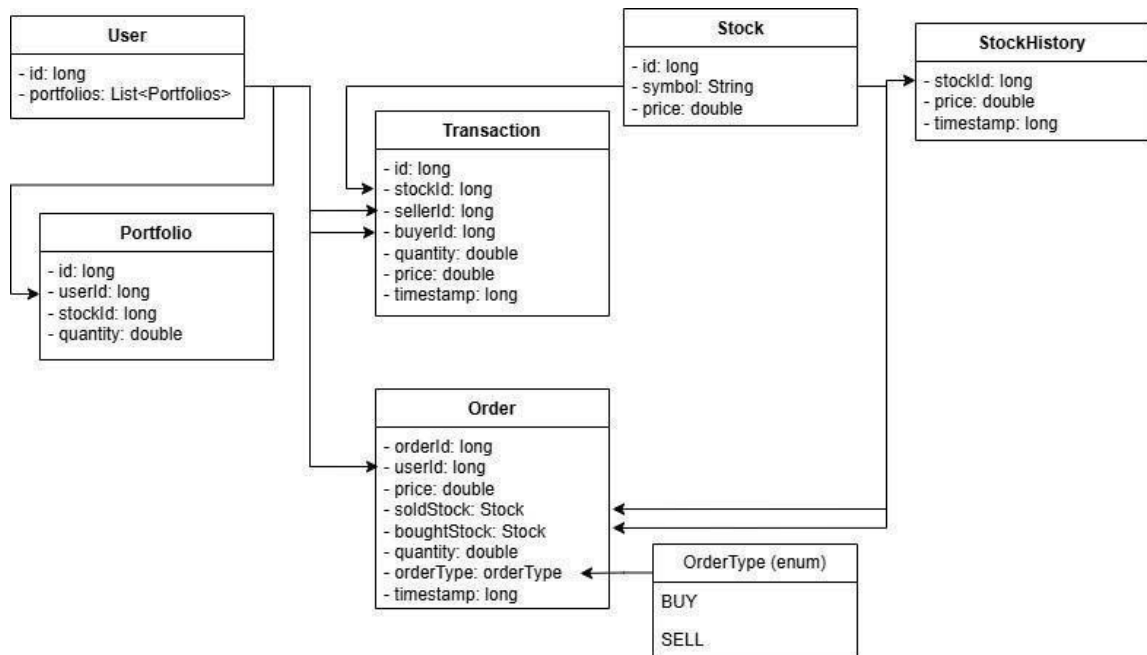 User
- id: long
- portfolios: List<Portfolios>
Stock
- id: long
- symbol: String
- price: double
StockHistory
- stockId: long
- price: double
- timestamp: long
Transaction
- id: long
- stockId: long
- sellerId: long
- buyerId: long
- quantity: double
- price: double
- timestamp: long
Portfolio
- id: long
- userId: long
- stockId: long
- quantity: double
Order
- orderId: long
- userId: long
- price: double
- soldStock: Stock
- boughtStock: Stock
- quantity: double
- orderType: orderType
- timestamp: long
OrderType (enum)
BUY
SELL